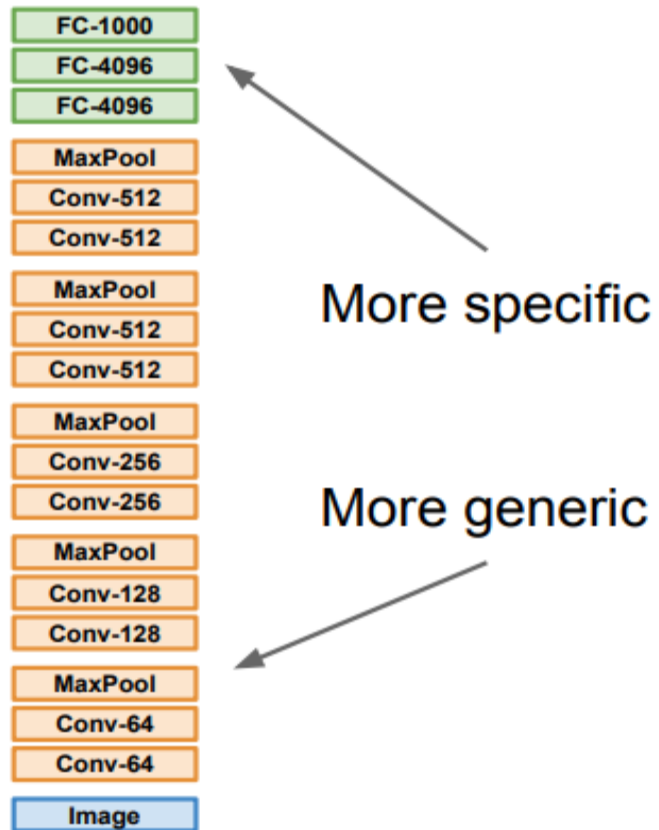 FC-1000
FC-4096
FC-4096
MaxPool
Conv-512
Conv-512
MaxPool
Conv-512
Conv-512
MaxPool
Conv-256
Conv-256
MaxPool
Conv-128
Conv-128
MaxPool
Conv-64
Conv-64
Image
More specific
More generic